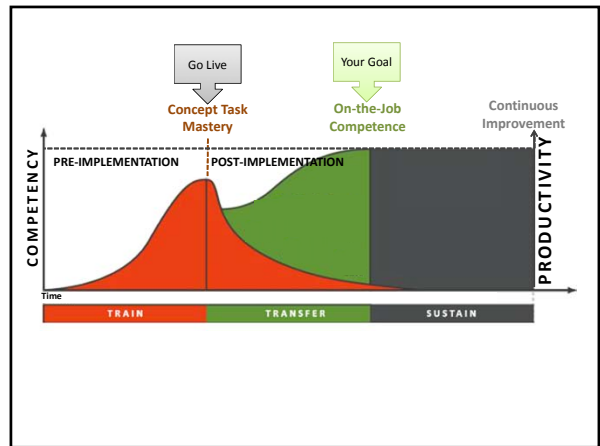 Go Live
Your Goal
Concept Task
Mastery
On-the-Job
Competence
Continuous
Improvement
PRE-IMPLEMENTATION
POST-IMPLEMENTATION
COMPETENCY
PRODUCTIVITY
Time
TRAIN
TRANSFER
SUSTAIN